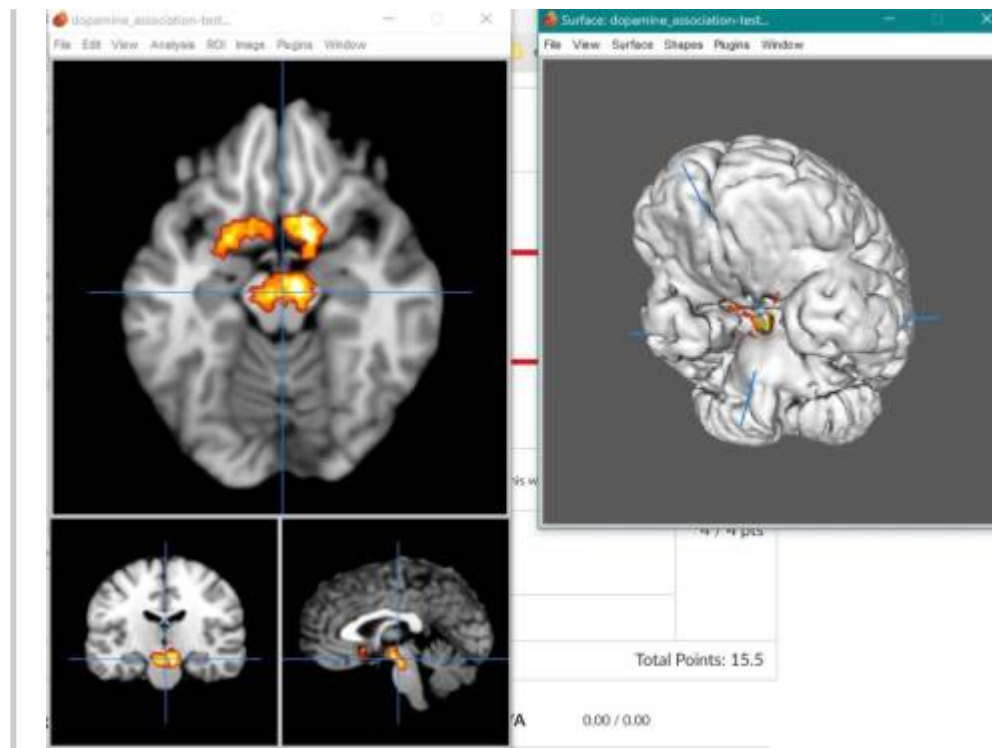 dopamine_association-test...
File Edit View Analysis ROI Image Plugins Window
Surface: dopamine_association-test...
File View Surface Shapes Plugins Window
his w
4 / 4 pts
Total Points: 15.5
0.00 / 0.00